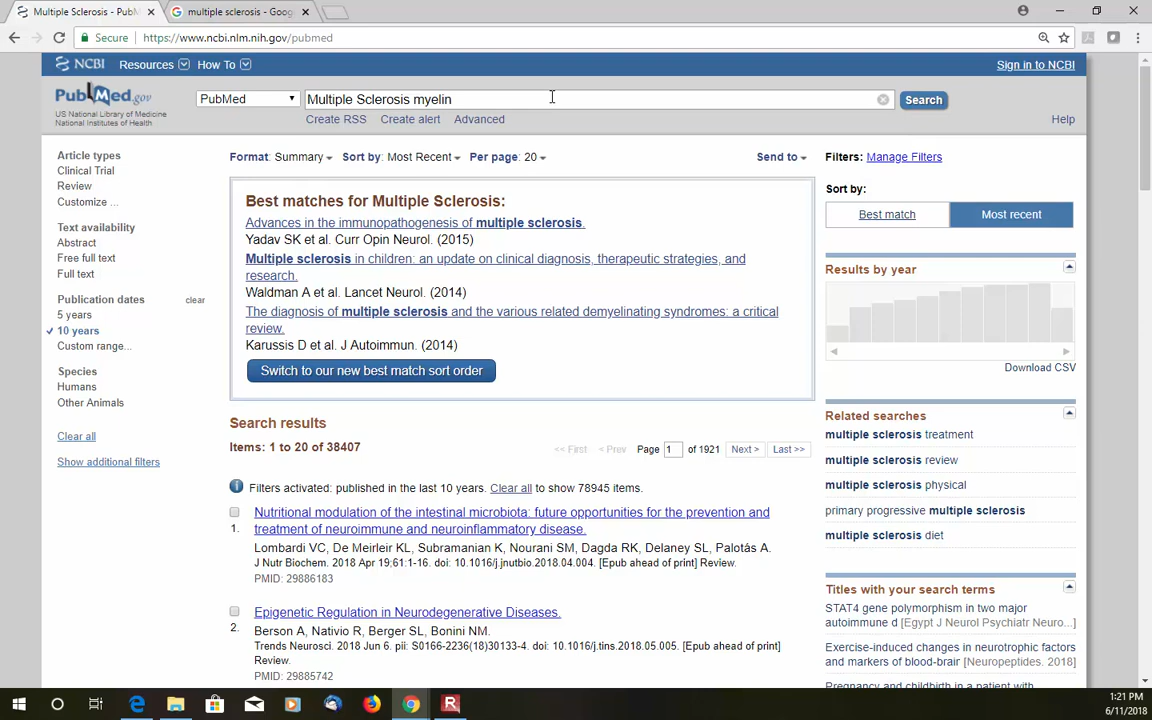 Multiple Sclerosis - PubM
multiple sclerosis - Goog
Secure
https://www.ncbi.nlm.nih.gov/pubmed
NCBI
Resources
How To
Sign in to NCBI
PubMed.gov
US National Library of Medicine
National Institutes of Health
PubMed
Multiple Sclerosis myelin
Search
Create RSS
Create alert
Advanced
Help
Article types
Clinical Trial
Review
Customize ...
Text availability
Abstract
Free full text
Full text
Publication dates
clear
5 years
10 years
Custom range...
Species
Humans
Other Animals
Clear all
Show additional filters
Format: Summary
Sort by: Most Recent
Per page: 20
Send to
Best matches for Multiple Sclerosis:
Advances in the immunopathogenesis of multiple sclerosis.
Yadav SK et al. Curr Opin Neurol. (2015)
Multiple sclerosis in children: an update on clinical diagnosis, therapeutic strategies, and
research.
Waldman A et al. Lancet Neurol. (2014)
The diagnosis of multiple sclerosis and the various related demyelinating syndromes: a critical
review.
Karussis D et al. J Autoimmun. (2014)
Switch to our new best match sort order
Search results
Items: 1 to 20 of 38407
<< First
< Prev
Page 1 of 1921
Next >
Last >>
Filters activated: published in the last 10 years. Clear all to show 78945 items.
Nutritional modulation of the intestinal microbiota: future opportunities for the prevention and
1. treatment of neuroimmune and neuroinflammatory disease.
Lombardi VC, De Meirleir KL, Subramanian K, Nourani SM, Dagda RK, Delaney SL, Palotás A.
J Nutr Biochem. 2018 Apr 19;61:1-16. doi: 10.1016/j.jnutbio.2018.04.004. [Epub ahead of print] Review.
PMID: 29886183
Epigenetic Regulation in Neurodegenerative Diseases.
2. Berson A, Nativio R, Berger SL, Bonini NM.
Trends Neurosci. 2018 Jun 6. pii: S0166-2236(18)30133-4. doi: 10.1016/j.tins.2018.05.005. [Epub ahead of print]
Review.
PMID: 29885742
Filters: Manage Filters
Sort by:
Best match
Most recent
Results by year
Download CSV
Related searches
multiple sclerosis treatment
multiple sclerosis review
multiple sclerosis physical
primary progressive multiple sclerosis
multiple sclerosis diet
Titles with your search terms
STAT4 gene polymorphism in two major
autoimmune d [Egypt J Neurol Psychiatr Neuro...]
Exercise-induced changes in neurotrophic factors
and markers of blood-brain [Neuropeptides. 2018]
Pregnancy and childbirth in a patient with
1:21 PM
6/11/2018